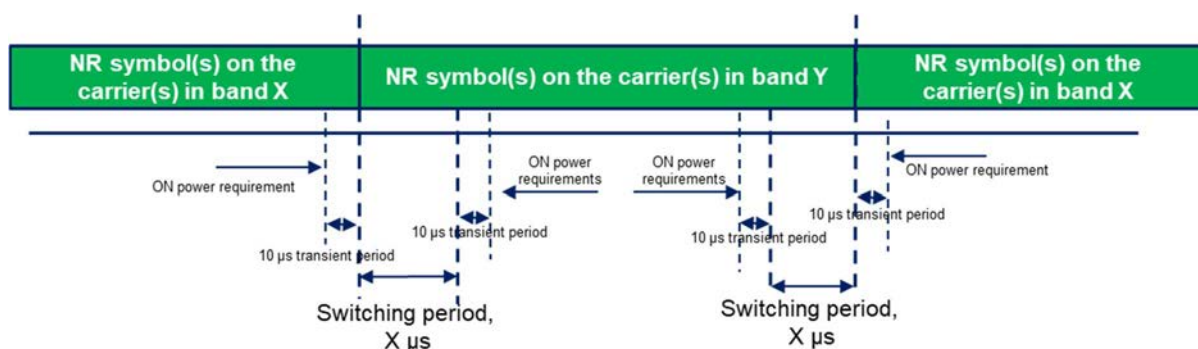 NR symbol(s) on the
carrier(s) in band X
NR symbol(s) on the carrier(s) in band Y
NR symbol(s) on the
carrier(s) in band X
ON power requirement
10 µs transient period
Switching period,
X µs
10 µs transient period
ON power
requirements
ON power
requirements
10 µs transient period
Switching period,
X µs
10 µs transient period
ON power requirement